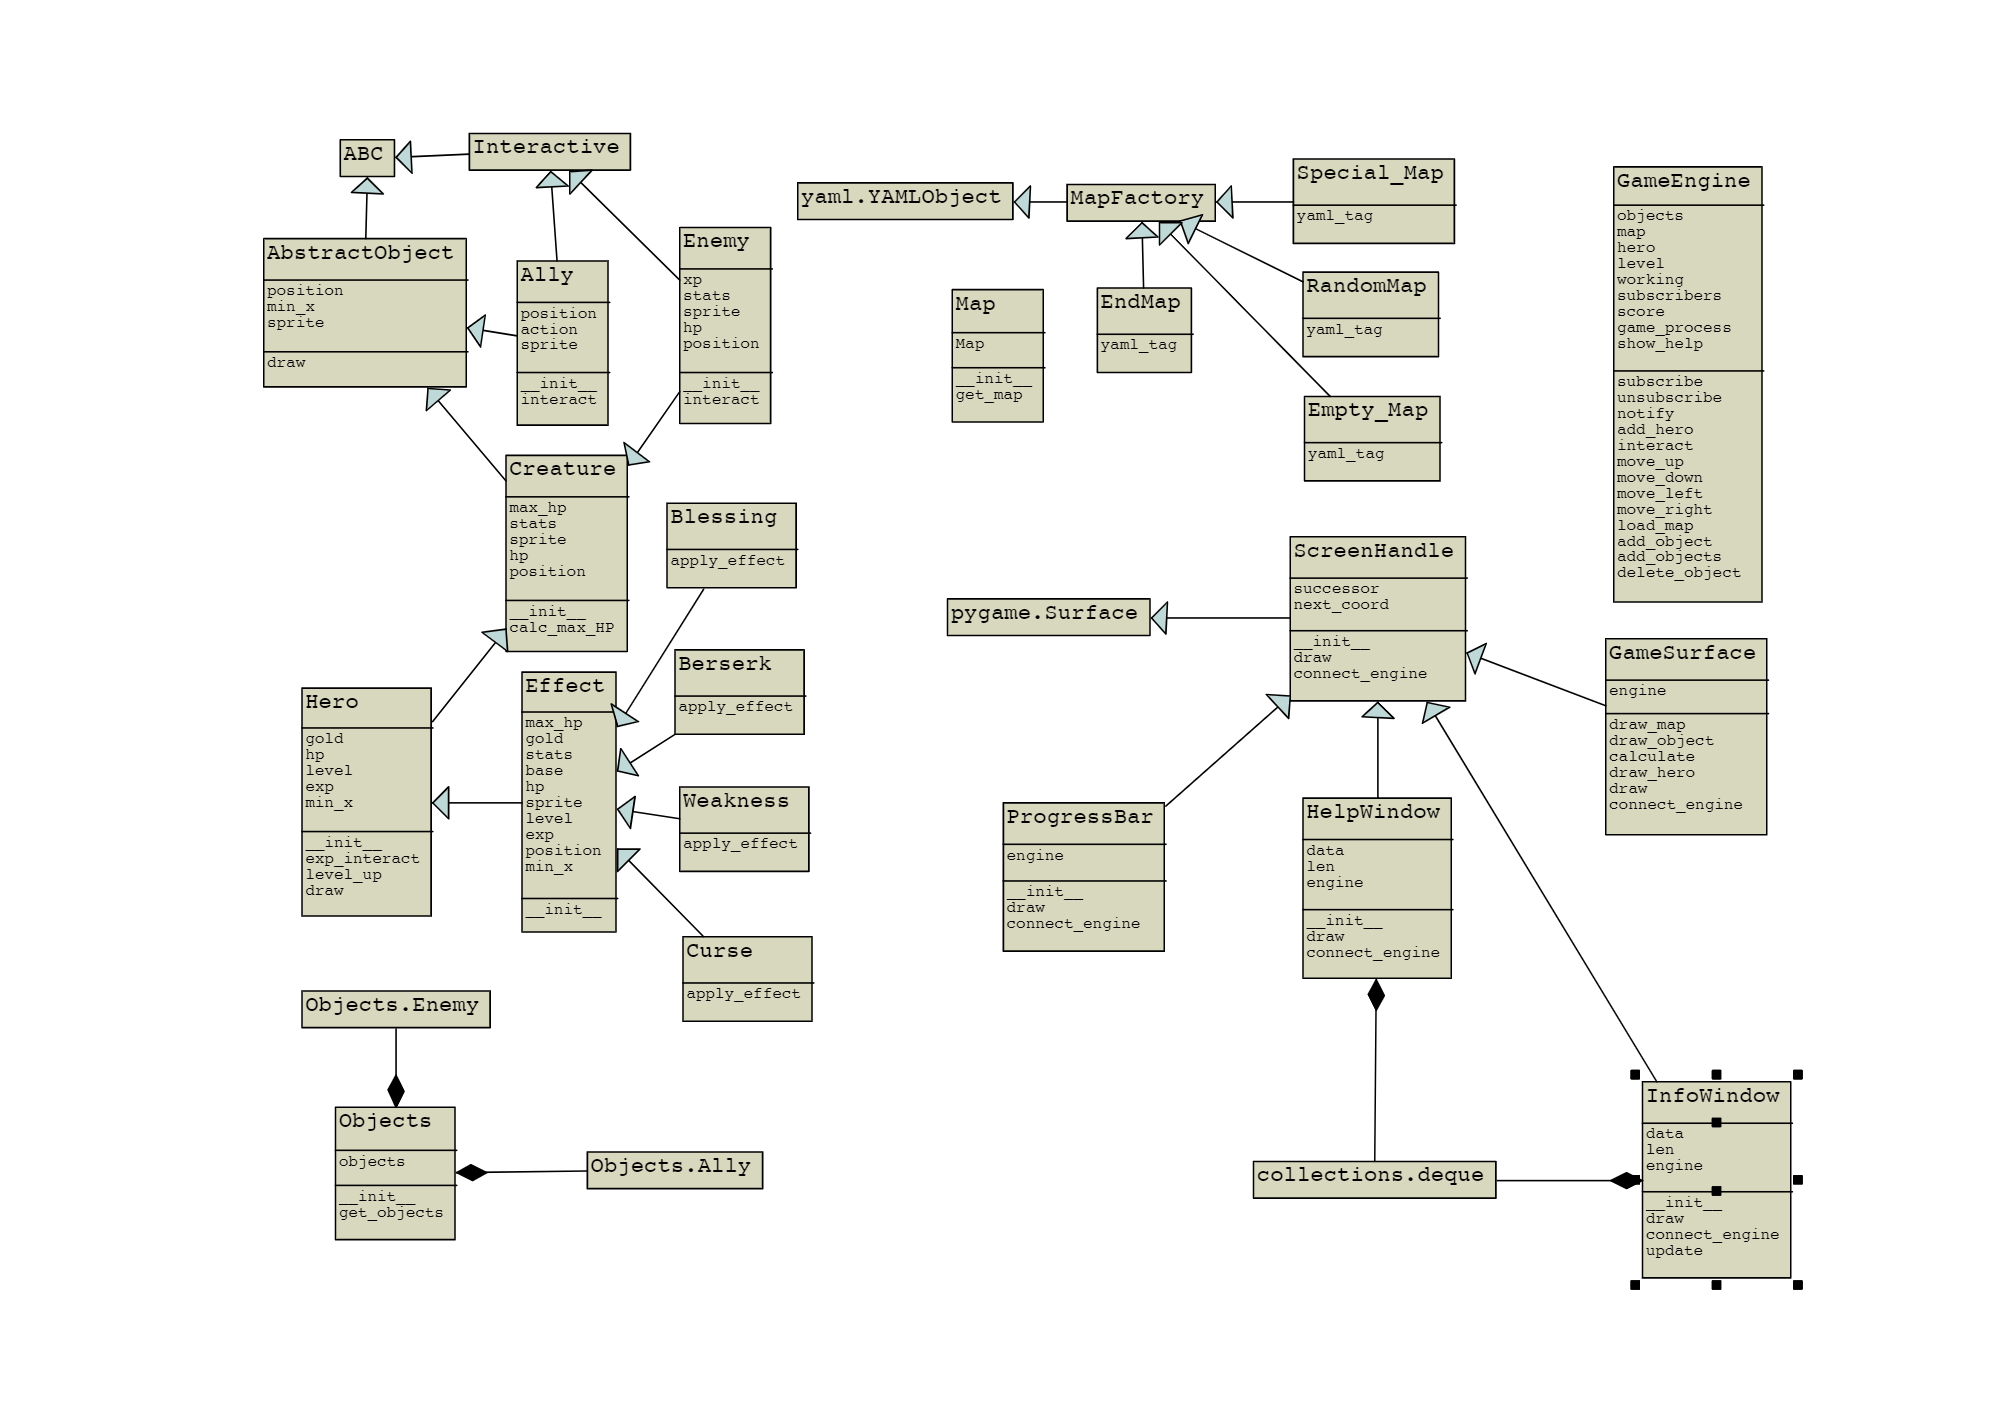 ABC
Interactive
AbstractObject
position
min_x
sprite
draw
Ally
position
action
sprite
__init__
interact
Enemy
xp
stats
sprite
hp
position
__init__
interact
Creature
max_hp
stats
sprite
hp
position
__init__
calc_max_HP
Blessing
apply_effect
Berserk
apply_effect
Effect
max_hp
gold
stats
base
hp
sprite
level
exp
position
min_x
__init__
Hero
gold
hp
level
exp
min_x
__init__
exp_interact
level_up
draw
Weakness
apply_effect
Curse
apply_effect
Objects.Enemy
Objects
objects
__init__
get_objects
Objects.Ally
yaml.YAMLObject
MapFactory
Special_Map
yaml_tag
Map
Map
__init__
get_map
EndMap
yaml_tag
RandomMap
yaml_tag
Empty_Map
yaml_tag
GameEngine
objects
map
hero
level
working
subscribers
score
game_process
show_help
subscribe
unsubscribe
notify
add_hero
interact
move_up
move_down
move_left
move_right
load_map
add_object
add_objects
delete_object
pygame.Surface
ScreenHandle
successor
next_coord
__init__
draw
connect_engine
GameSurface
engine
draw_map
draw_object
calculate
draw_hero
draw
connect_engine
ProgressBar
engine
__init__
draw
connect_engine
HelpWindow
data
len
engine
__init__
draw
connect_engine
collections.deque
InfoWindow
data
len
engine
__init__
draw
connect_engine
update